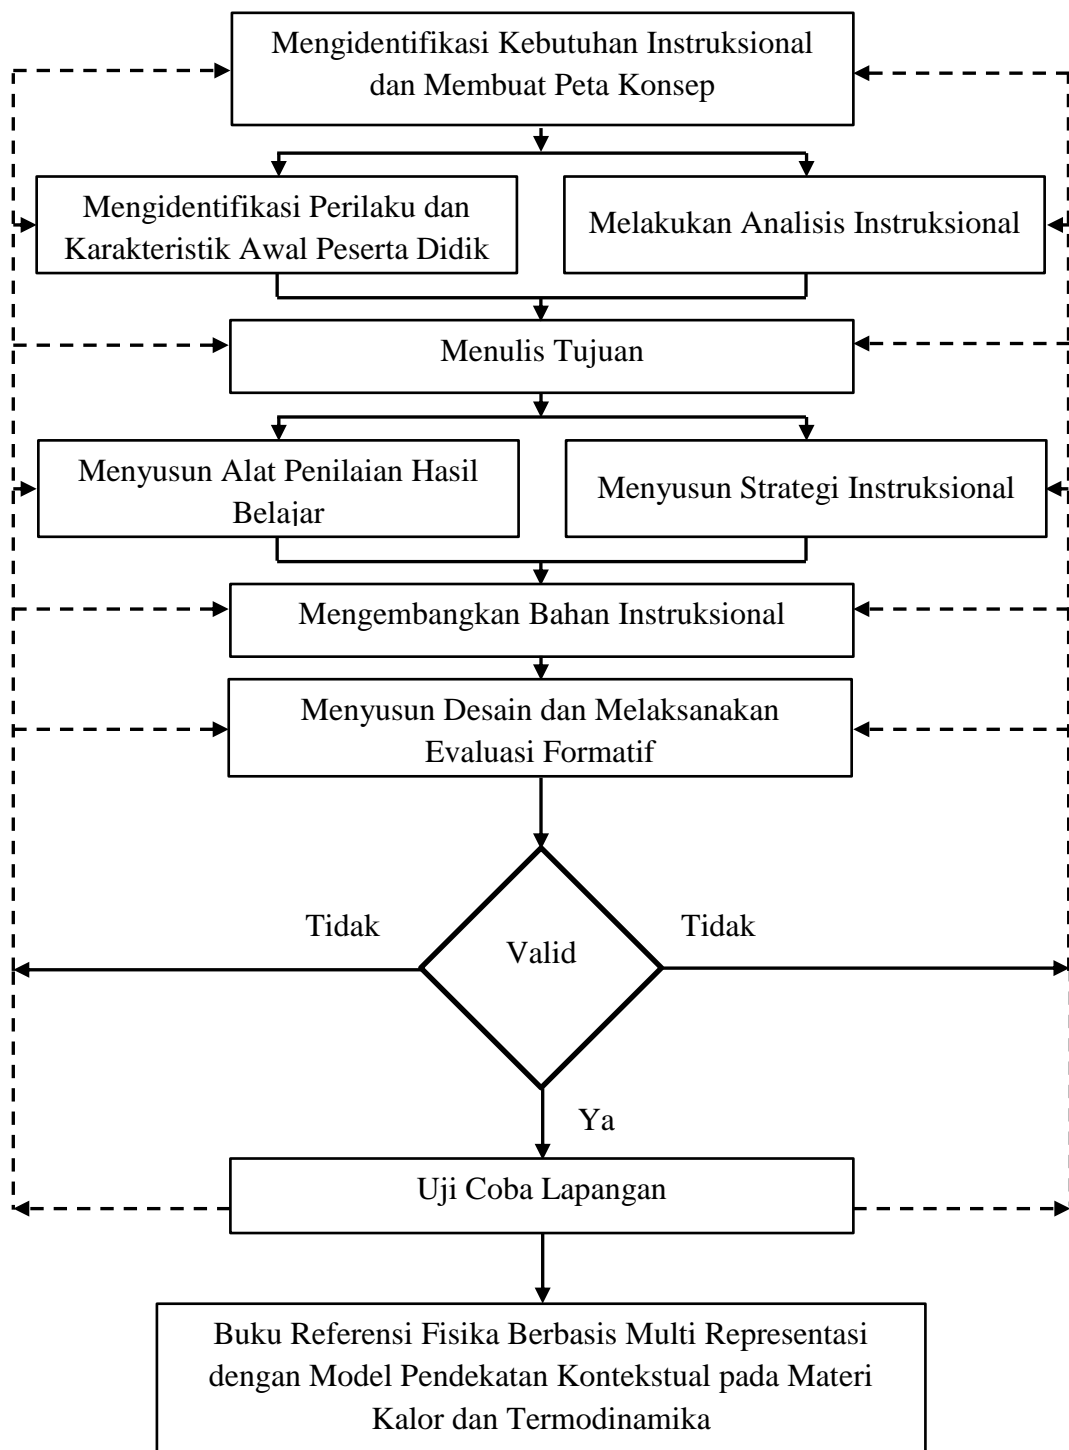 Mengidentifikasi Kebutuhan Instruksional
dan Membuat Peta Konsep
Mengidentifikasi Perilaku dan
Karakteristik Awal Peserta Didik
Melakukan Analisis Instruksional
Menulis Tujuan
Menyusun Alat Penilaian Hasil
Belajar
Menyusun Strategi Instruksional
Mengembangkan Bahan Instruksional
Menyusun Desain dan Melaksanakan
Evaluasi Formatif
Tidak
Valid
Tidak
Ya
Uji Coba Lapangan
Buku Referensi Fisika Berbasis Multi Representasi
dengan Model Pendekatan Kontekstual pada Materi
Kalor dan Termodinamika